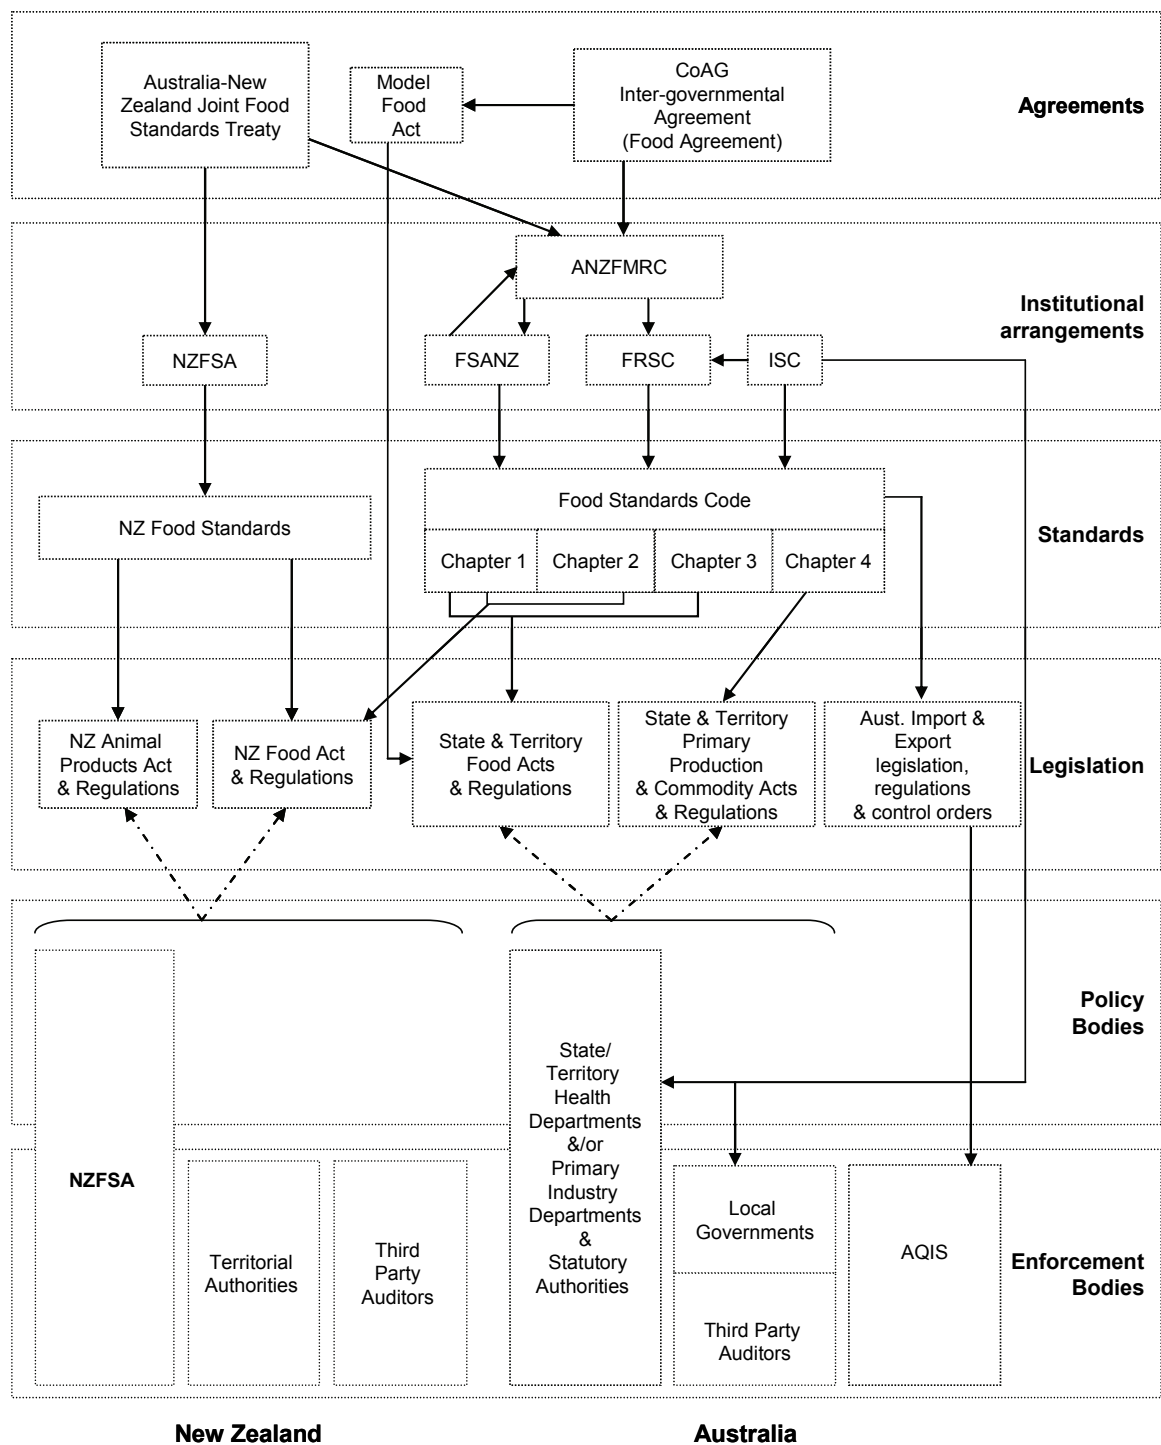 Australia-New
Zealand Joint Food
Standards Treaty
Model
Food
Act
CoAG
Inter-governmental
Agreement
(Food Agreement)
Agreements
ANZFMRC
Institutional
arrangements
NZFSA
FSANZ
FRSC
ISC
NZ Food Standards
Food Standards Code
Standards
Chapter 1
Chapter 2
Chapter 3
Chapter 4
NZ Animal
Products Act
& Regulations
NZ Food Act
& Regulations
State & Territory
Food Acts
& Regulations
State & Territory
Primary
Production
& Commodity Acts
& Regulations
Aust. Import &
Export
legislation,
regulations
& control orders
Legislation
Policy
Bodies
NZFSA
Territorial
Authorities
Third
Party
Auditors
State/
Territory
Health
Departments
&/or
Primary
Industry
Departments
&
Statutory
Authorities
Local
Governments
Third Party
Auditors
AQIS
Enforcement
Bodies
New Zealand
Australia